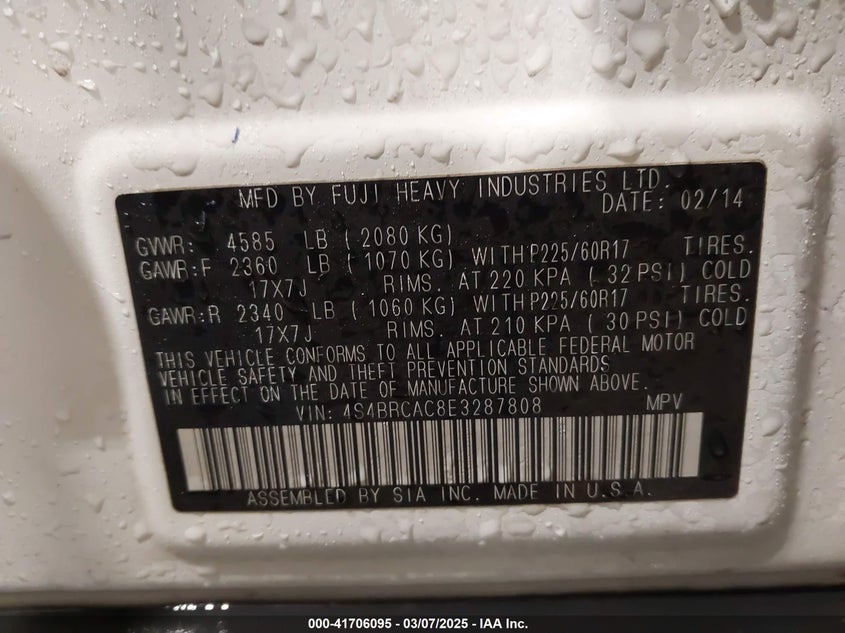 MFD BY FUJI HEAVY INDUSTRIES LTD.
DATE: 02/14
GVWR: 4585 LB ( 2080 KG)
GAWR:F 2360 LB ( 1070 KG) WITH P225/60R17 TIRES.
17X7J RIMS. AT 220 KPA ( 32 PSI) COLD
GAWR:R 2340 LB ( 1060 KG) WITH P225/60R17 TIRES.
17X7J RIMS. AT 210 KPA ( 30 PSI) COLD
THIS VEHICLE CONFORMS TO ALL APPLICABLE FEDERAL MOTOR
VEHICLE SAFETY AND THEFT PREVENTION STANDARDS
IN EFFECT ON THE DATE OF MANUFACTURE SHOWN ABOVE.
VIN: 4S4BRCAC8E3287808 MPV
ASSEMBLED BY SIA INC. MADE IN U.S.A.
000-41706095 - 03/07/2025 - IAA Inc.